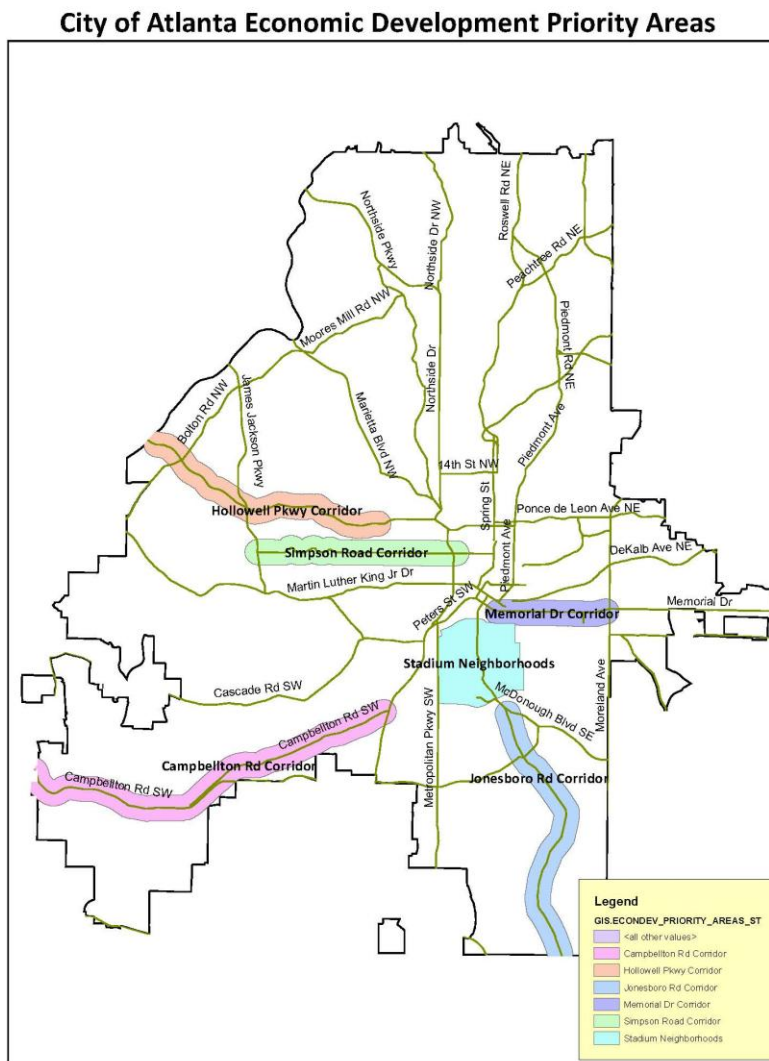 City of Atlanta Economic Development Priority Areas
Northside Pkwy
Northside Dr NW
Roswell Rd NE
Peachtree Rd NE
Moores Mill Rd NW
Piedmont Rd NE
Northside Dr
Bolton Rd NW
James Jackson Pkwy
Marietta Blvd NW
Piedmont Ave
14th St NW
Spring St
Hollowell Pkwy Corridor
Ponce de Leon Ave NE
Simpson Road Corridor
Piedmont Ave
DeKalb Ave NE
Martin Luther King Jr Dr
Peters St SW
Memorial Dr Corridor
Memorial Dr
Stadium Neighborhoods
Cascade Rd SW
McDonough Blvd SE
Moreland Ave
Campbellton Rd SW
Metropolitan Pkwy SW
Campbellton Rd Corridor
Jonesboro Rd Corridor
Campbellton Rd SW
Legend
GIS.ECONDEV_PRIORITY_AREAS_ST
<all other values>
Campbellton Rd Corridor
Hollowell Pkwy Corridor
Jonesboro Rd Corridor
Memorial Dr Corridor
Simpson Road Corridor
Stadium Neighborhoods